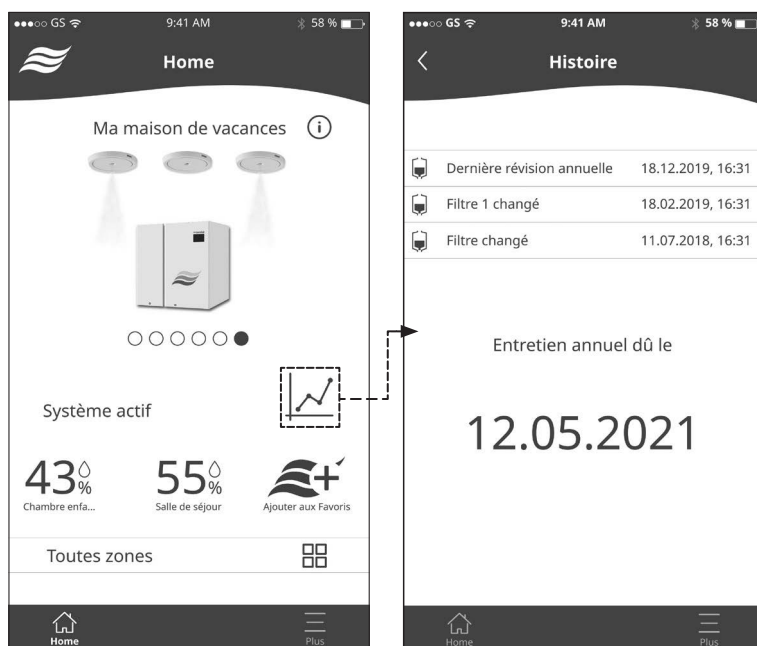 GS 9:41 AM 58 %
Home
Ma maison de vacances
Système actif
43 %
Chambre enfa...
55 %
Salle de séjour
Ajouter aux Favoris
Toutes zones
Home
Plus
GS 9:41 AM 58 %
Histoire
Dernière révision annuelle 18.12.2019, 16:31
Filtre 1 changé 18.02.2019, 16:31
Filtre changé 11.07.2018, 16:31
Entretien annuel dû le
12.05.2021
Home
Plus